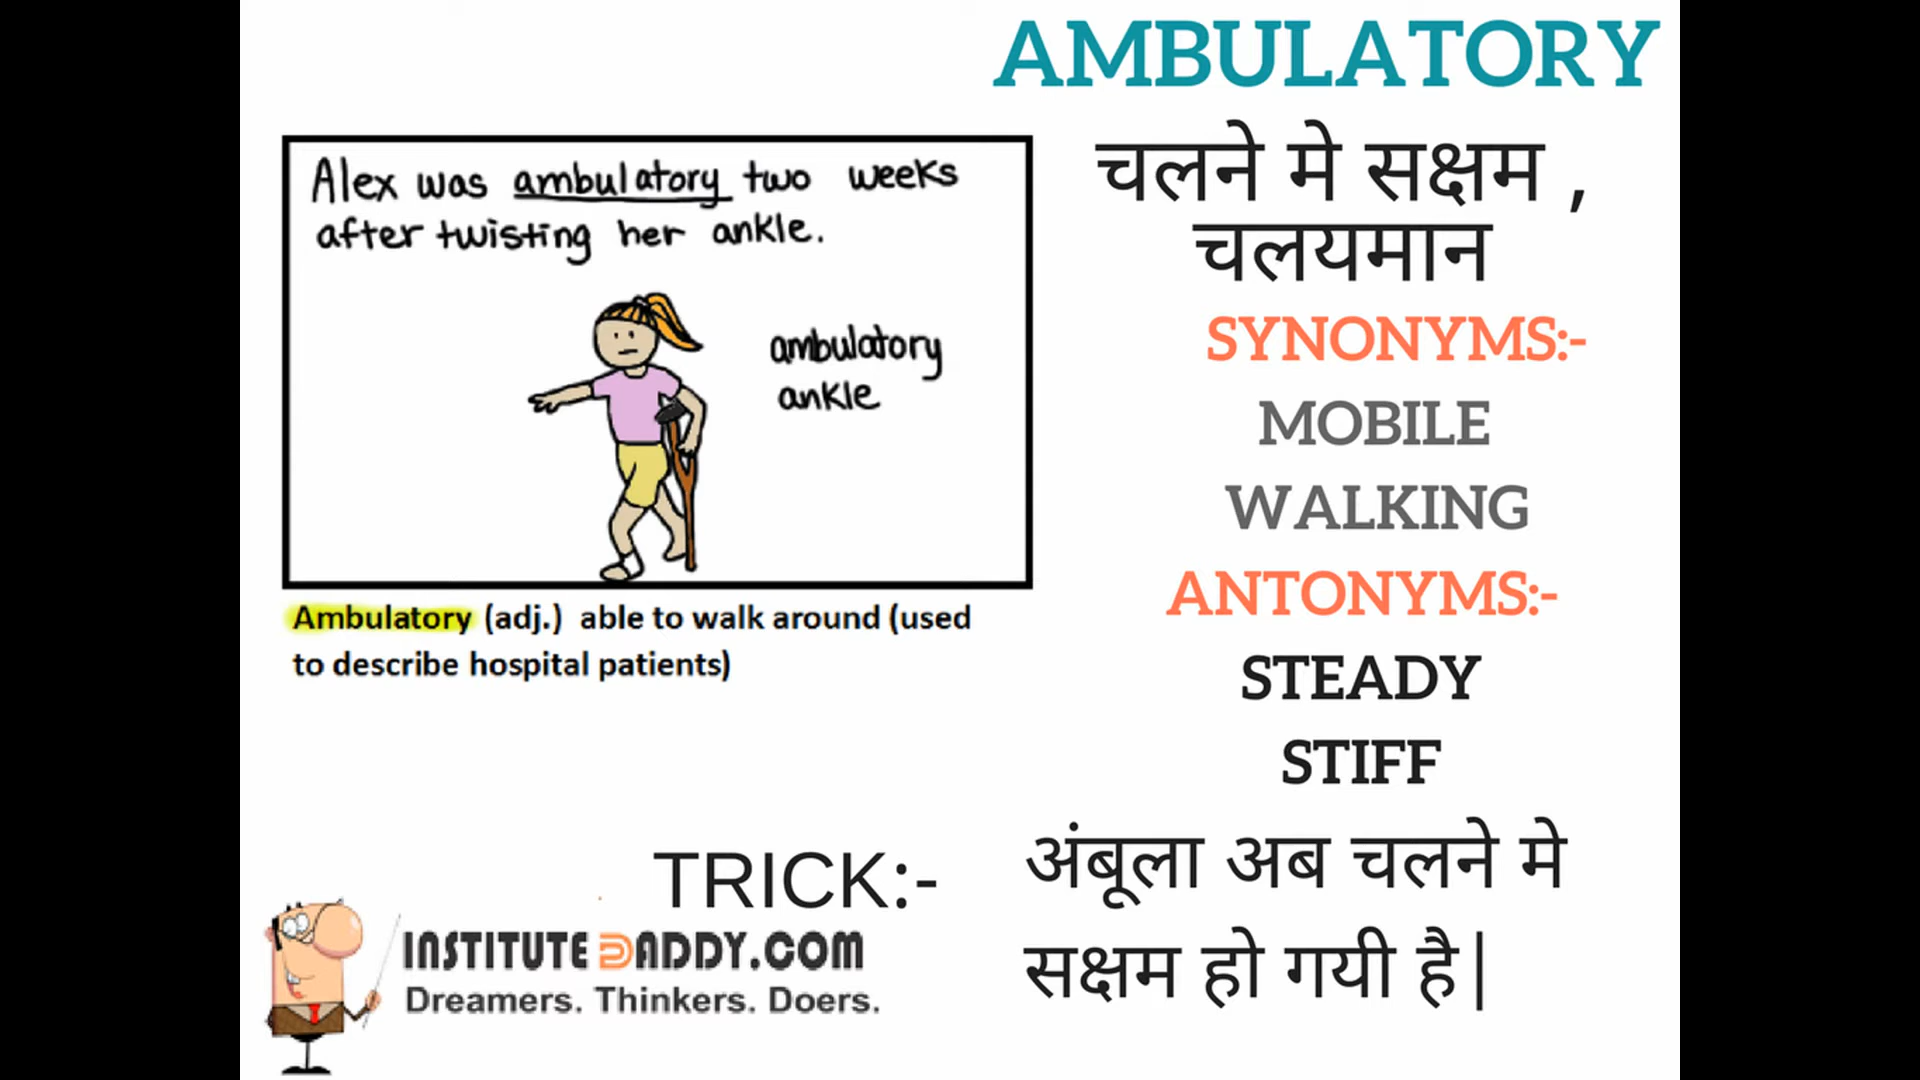 AMBULATORY
Alex was ambulatory two weeks
after twisting her ankle.
ambulatory
ankle
Ambulatory (adj.) able to walk around (used
to describe hospital patients)
चलने मे सक्षम ,
चलयमान
SYNONYMS:-
MOBILE
WALKING
ANTONYMS:-
STEADY
STIFF
TRICK:-
अंबूला अब चलने मे
सक्षम हो गयी है|
INSTITUTE DADDY.COM
Dreamers. Thinkers. Doers.